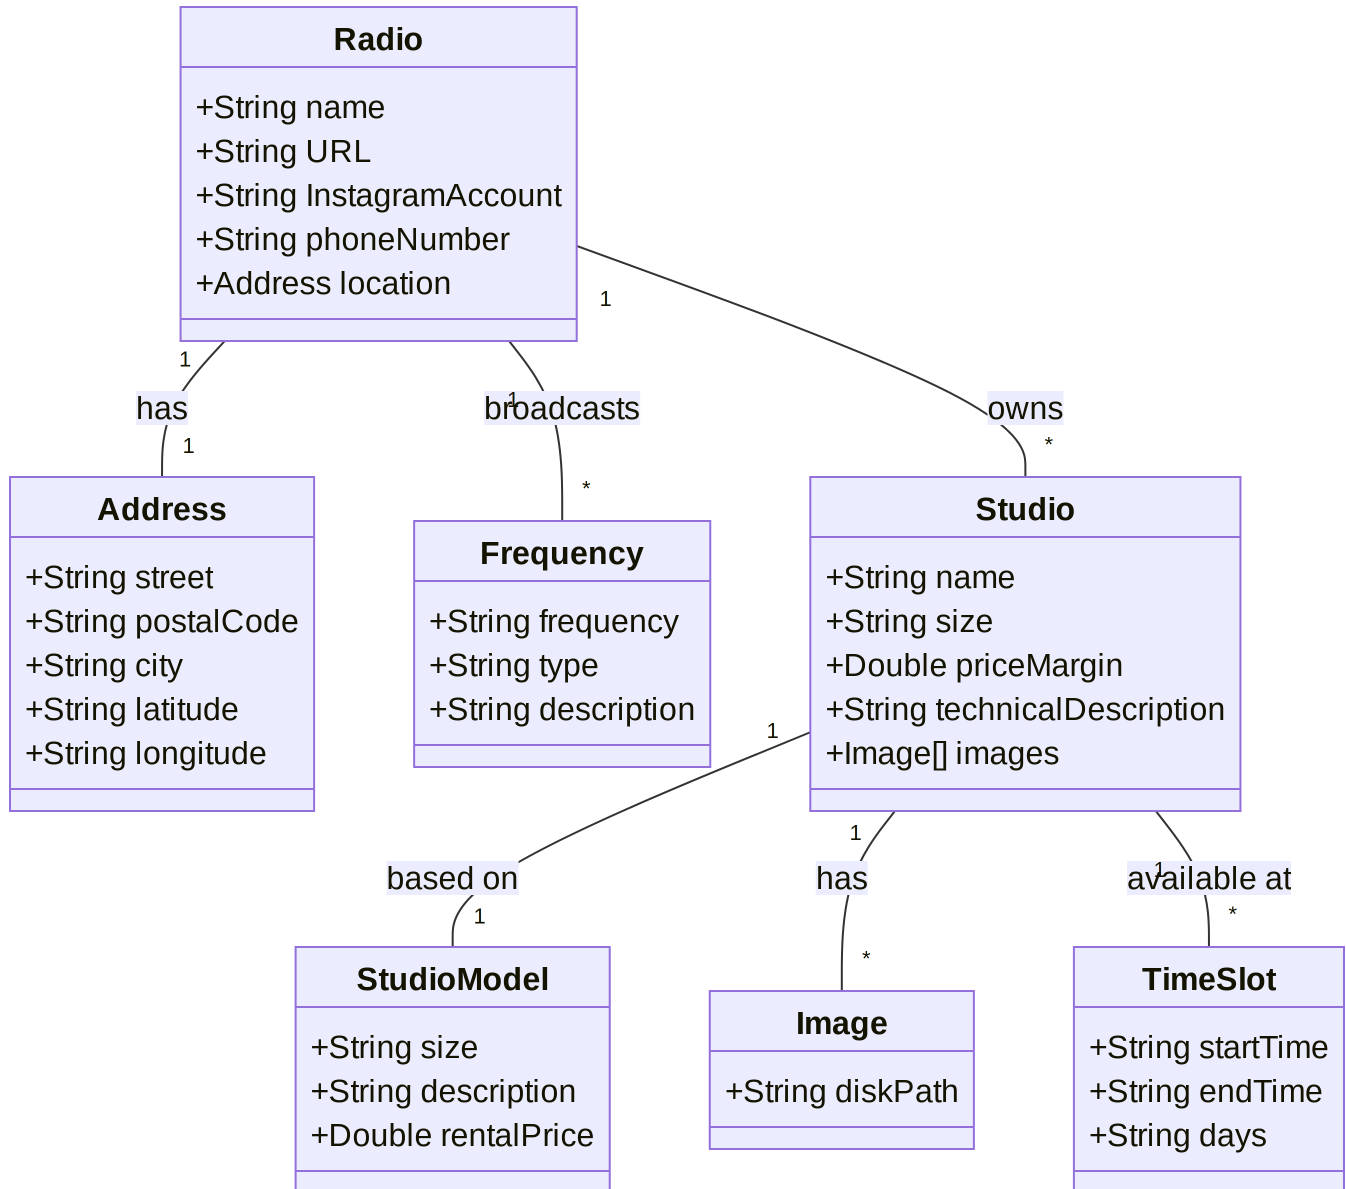 Radio
+String name
+String URL
+String InstagramAccount
+String phoneNumber
+Address location
1
1
1
has
broadcasts
owns
1
*
*
Address
+String street
+String postalCode
+String city
+String latitude
+String longitude
Frequency
+String frequency
+String type
+String description
Studio
+String name
+String size
+Double priceMargin
+String technicalDescription
+Image[] images
1
1
1
based on
has
available at
1
*
*
StudioModel
+String size
+String description
+Double rentalPrice
Image
+String diskPath
TimeSlot
+String startTime
+String endTime
+String days